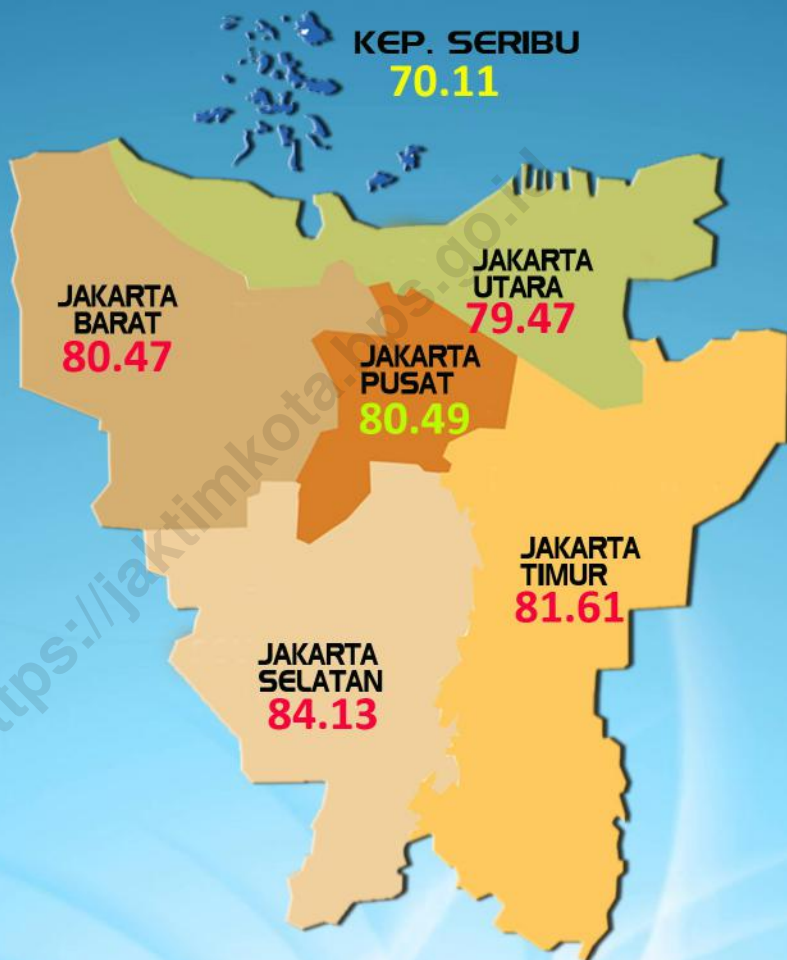 KEP. SERIBU
70.11
JAKARTA
UTARA
79.47
JAKARTA
BARAT
80.47
JAKARTA
PUSAT
80.49
JAKARTA
TIMUR
81.61
JAKARTA
SELATAN
84.13
https://jaktimkota.bps.go.id